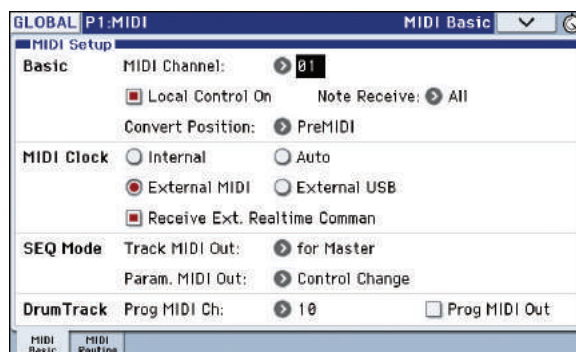 GLOBAL P1:MIDI MIDI Basic
MIDI Setup
Basic MIDI Channel: 01
Local Control On Note Receive: All
Convert Position: PreMIDI
MIDI Clock Internal Auto
External MIDI External USB
Receive Ext. Realtime Comman
SEQ Mode Track MIDI Out: for Master
Param. MIDI Out: Control Change
DrumTrack Prog MIDI Ch: 10 Prog MIDI Out
MIDI MIDI
Basic Routing